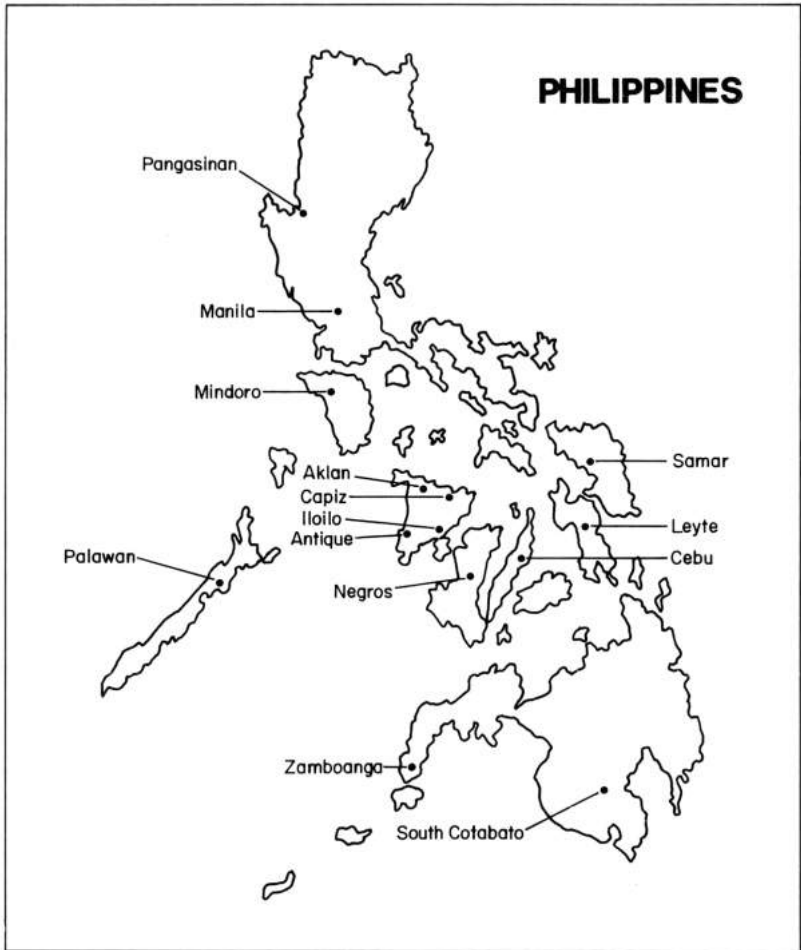 PHILIPPINES
Pangasinan
Manila
Mindoro
Samar
Aklan
Capiz
Iloilo
Antique
Leyte
Palawan
Cebu
Negros
Zamboanga
South Cotabato